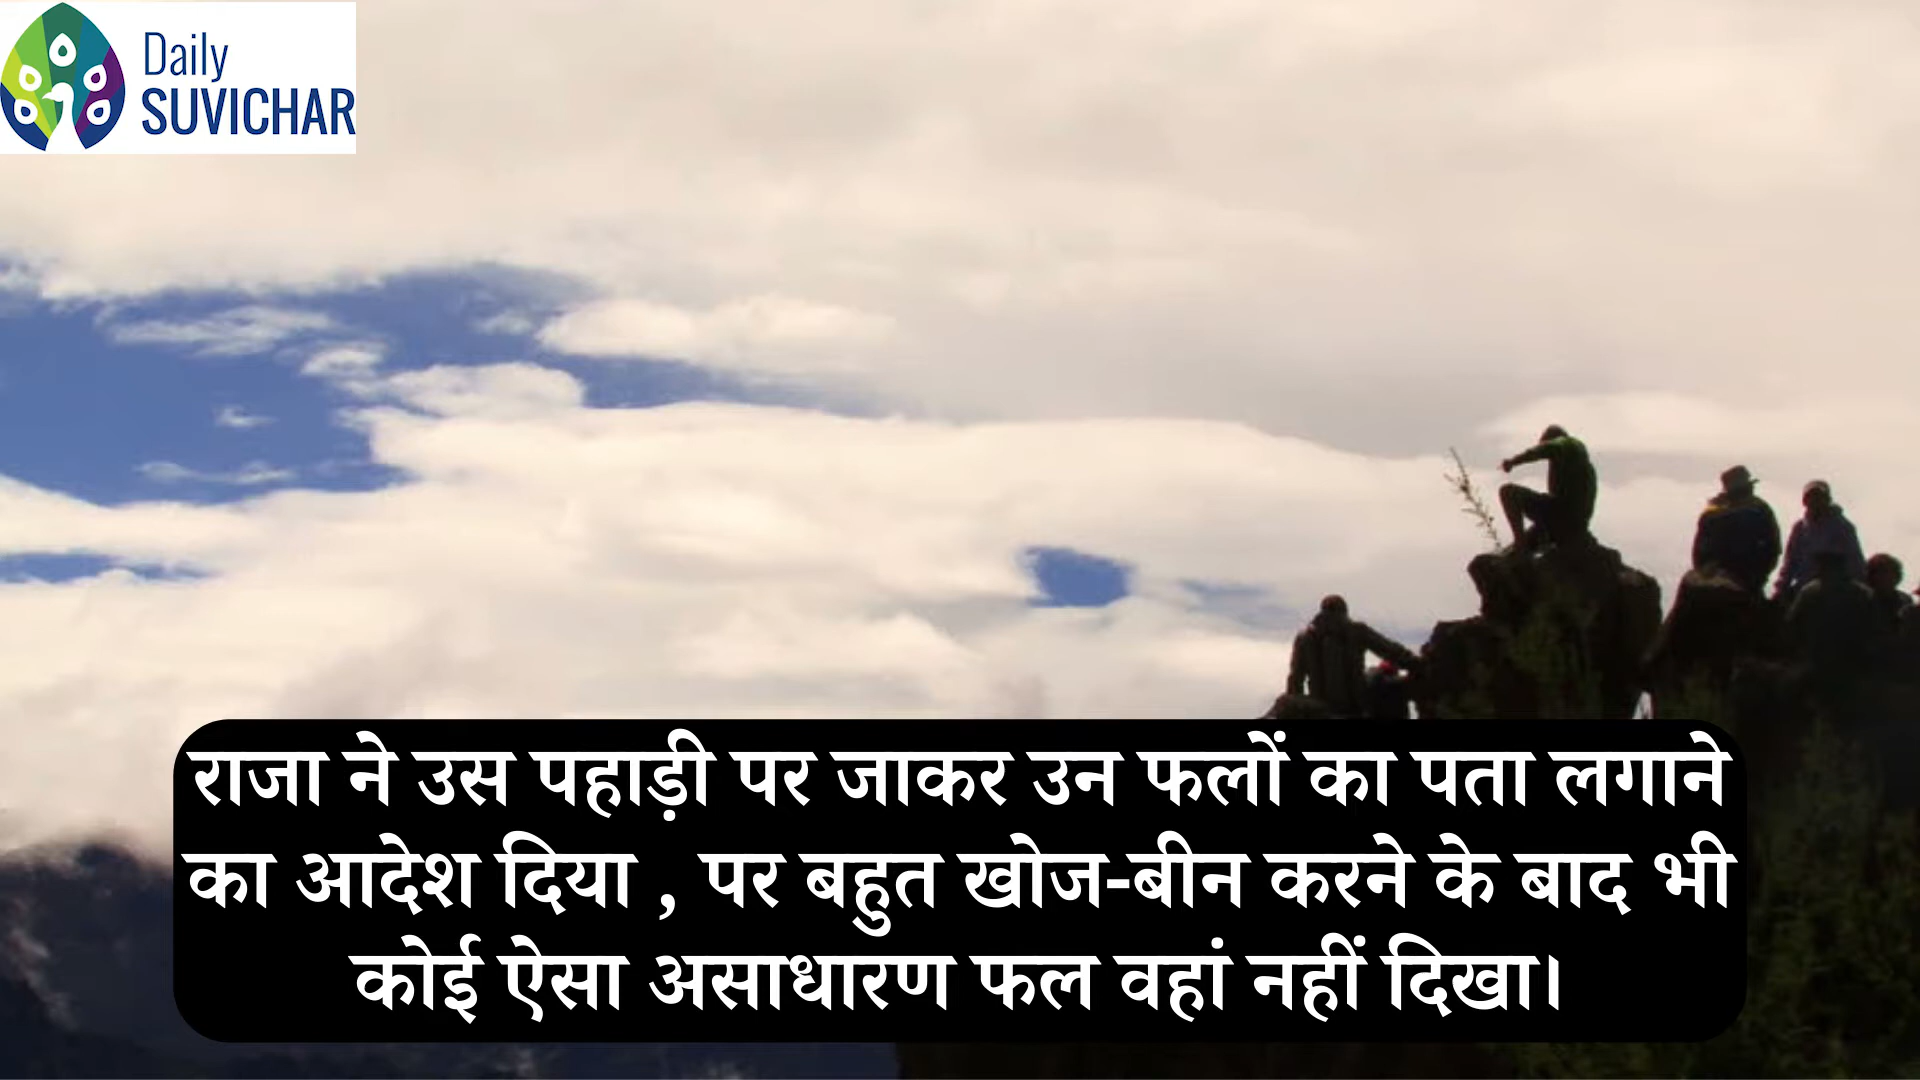 Daily
SUVICHAR
राजा ने उस पहाड़ी पर जाकर उन फलों का पता लगाने
का आदेश दिया , पर बहुत खोज-बीन करने के बाद भी
कोई ऐसा असाधारण फल वहां नहीं दिखा।